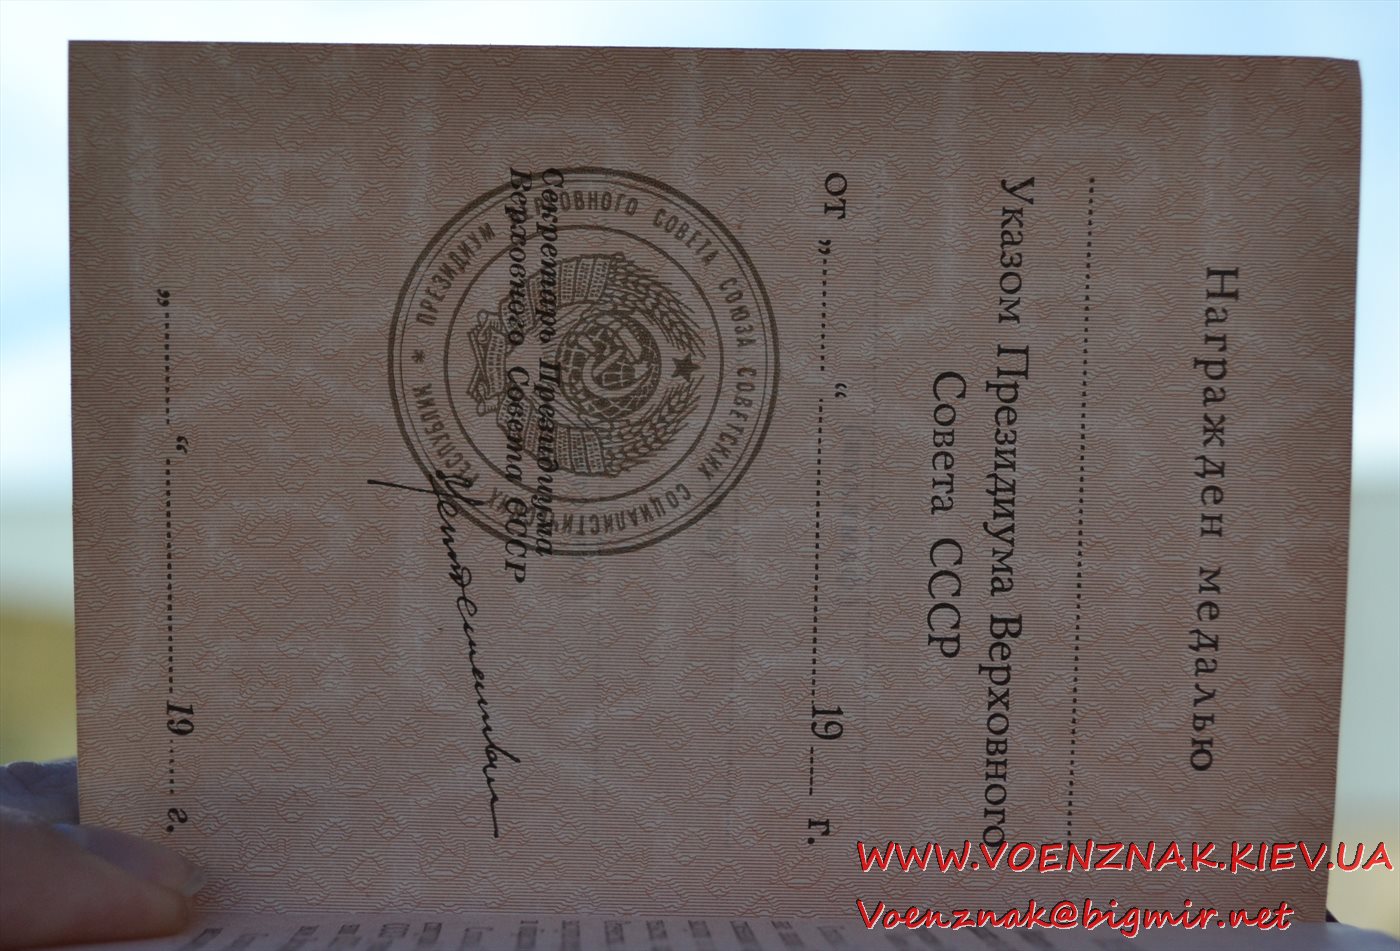 Награжден медалью
........................................
Указом Президиума Верховного
Совета СССР
от „............“ ........................................19 ...... г.
ПРЕЗИДИУМ ВЕРХОВНОГО СОВЕТА СОЮЗА СОВЕТСКИХ СОЦИАЛИСТИЧЕСКИХ РЕСПУБЛИК *
Секретарь Президиума
Верховного Совета СССР
„............“ ........................................19 ...... г.
WWW.VOENZNAK.KIEV.UA
Voenznak@bigmir.net